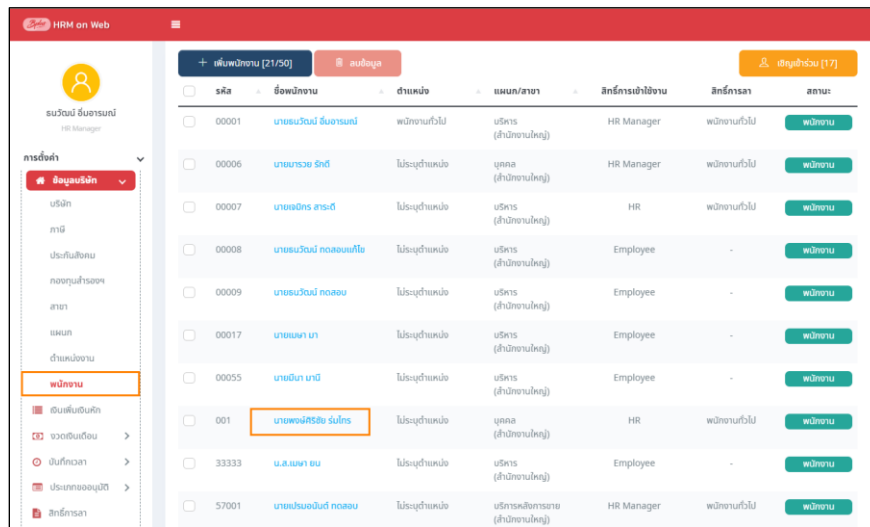 Bplus HRM on Web
+ เพิ่มพนักงาน [21/50] ลบข้อมูล เชิญเข้าร่วม [17]
รหัส ชื่อพนักงาน ตำแหน่ง แผนก/สาขา สิทธิ์การเข้าใช้งาน สิทธิ์การลา สถานะ
ธนวัฒน์ อิ่มอารมณ์
HR Manager
00001 นายธนวัฒน์ อิ่มอารมณ์ พนักงานทั่วไป บริหาร HR Manager พนักงานทั่วไป พนักงาน
(สำนักงานใหญ่)
การตั้งค่า
00006 นายมารวย รักดี ไม่ระบุตำแหน่ง บุคคล HR Manager พนักงานทั่วไป พนักงาน
(สำนักงานใหญ่)
ข้อมูลบริษัท
บริษัท
00007 นายเจมิกร สาระดี ไม่ระบุตำแหน่ง บริหาร HR พนักงานทั่วไป พนักงาน
(สำนักงานใหญ่)
ภาษี
ประกันสังคม
00008 นายธนวัฒน์ ทดสอบแก้ไข ไม่ระบุตำแหน่ง บริหาร Employee - พนักงาน
(สำนักงานใหญ่)
กองทุนสำรองฯ
00009 นายธนวัฒน์ ทดสอบ ไม่ระบุตำแหน่ง บริหาร Employee - พนักงาน
(สำนักงานใหญ่)
สาขา
แผนก
00017 นายเมษา มา ไม่ระบุตำแหน่ง บริหาร Employee - พนักงาน
(สำนักงานใหญ่)
ตำแหน่งงาน
พนักงาน
00055 นายมีนา มานี ไม่ระบุตำแหน่ง บริหาร Employee - พนักงาน
(สำนักงานใหญ่)
เงินเพิ่มเงินหัก
001 นายพงษ์ศิริชัย ร่มไทร ไม่ระบุตำแหน่ง บุคคล HR พนักงานทั่วไป พนักงาน
(สำนักงานใหญ่)
งวดเงินเดือน
บันทึกเวลา
33333 น.ส.เมษา ยน ไม่ระบุตำแหน่ง บริหาร Employee - พนักงาน
(สำนักงานใหญ่)
ประเภทขออนุมัติ
สิทธิ์การลา
57001 นายเปรมอนันต์ ทดสอบ ไม่ระบุตำแหน่ง บริการหลังการขาย HR Manager พนักงานทั่วไป พนักงาน
(สำนักงานใหญ่)